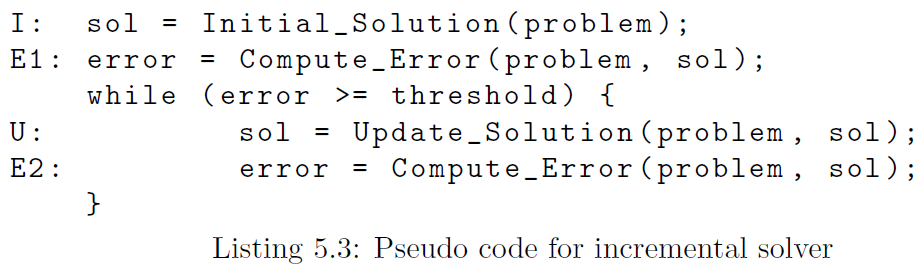 I:  sol = Initial_Solution(problem);
E1: error = Compute_Error(problem, sol);
    while (error >= threshold) {
U:          sol = Update_Solution(problem, sol);
E2:         error = Compute_Error(problem, sol);
    }
Listing 5.3: Pseudo code for incremental solver